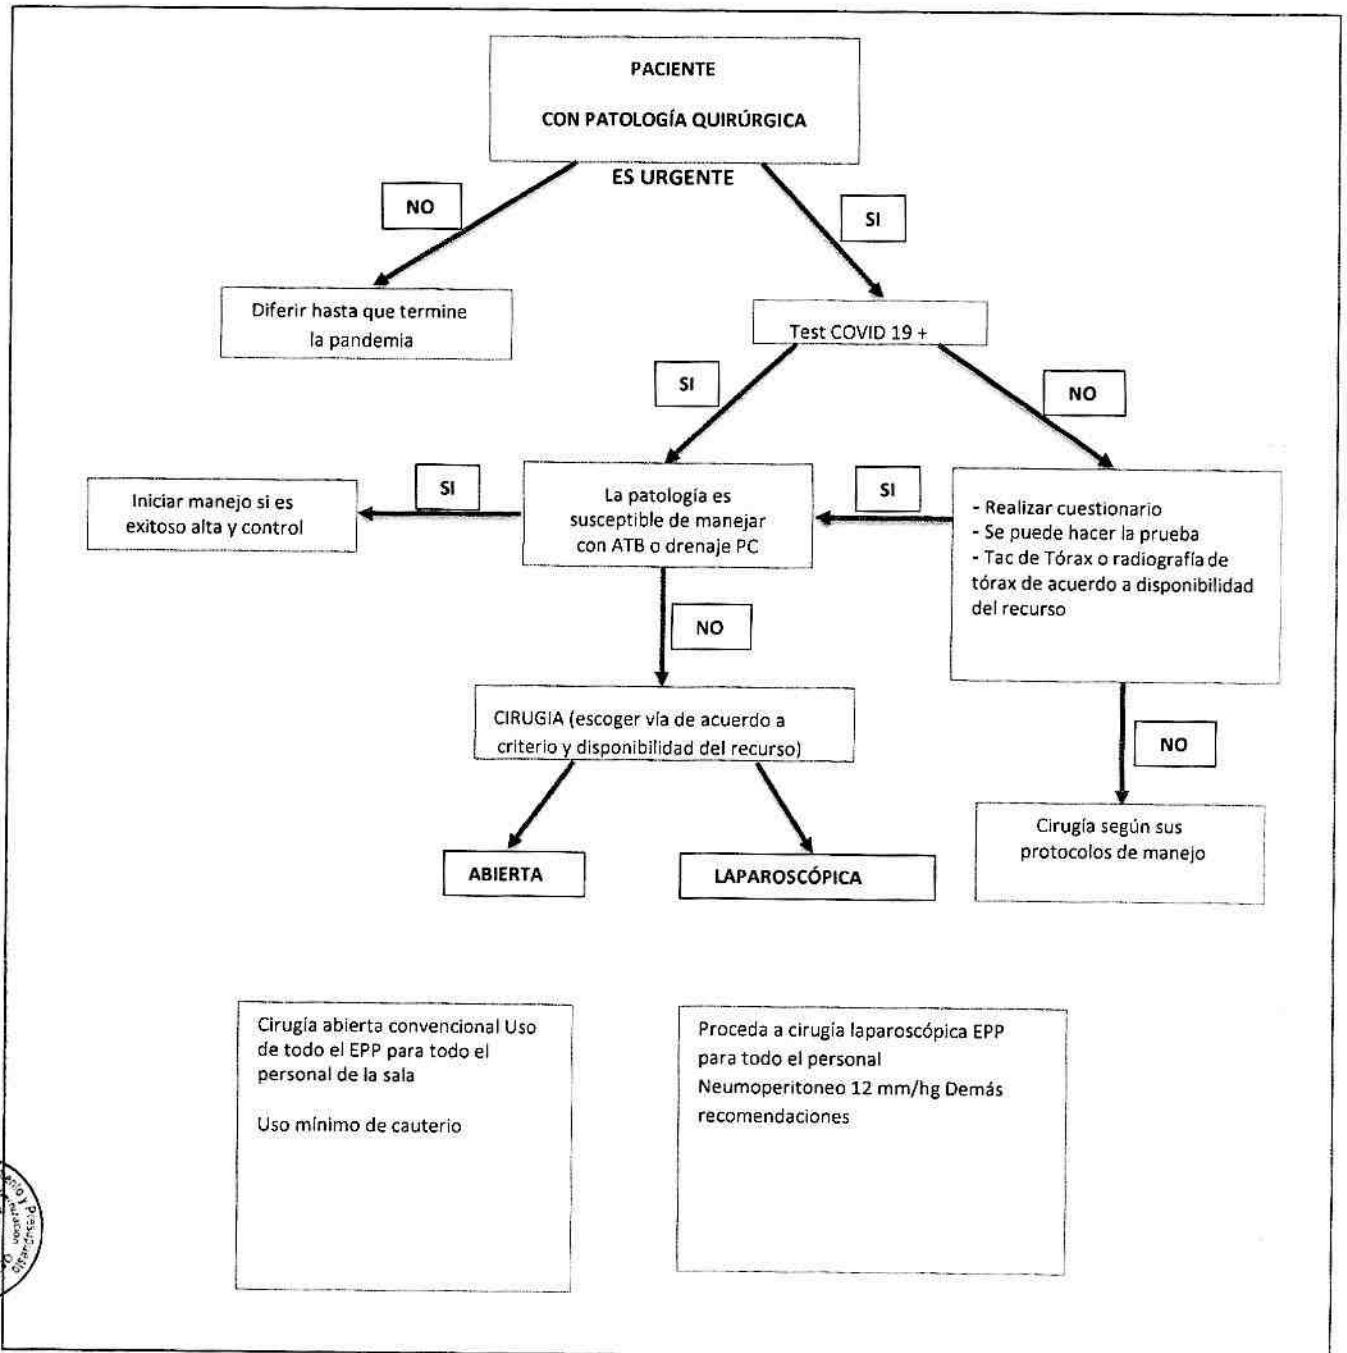 PACIENTE
CON PATOLOGÍA QUIRÚRGICA
ES URGENTE
NO
SI
Diferir hasta que termine
la pandemia
Test COVID 19 +
SI
NO
Iniciar manejo si es
exitoso alta y control
SI
La patología es
susceptible de manejar
con ATB o drenaje PC
SI
- Realizar cuestionario
- Se puede hacer la prueba
- Tac de Tórax o radiografía de
tórax de acuerdo a disponibilidad
del recurso
NO
CIRUGIA (escoger vía de acuerdo a
criterio y disponibilidad del recurso)
NO
ABIERTA
LAPAROSCÓPICA
Cirugía según sus
protocolos de manejo
Cirugía abierta convencional Uso
de todo el EPP para todo el
personal de la sala
Uso mínimo de cauterio
Proceda a cirugía laparoscópica EPP
para todo el personal
Neumoperitoneo 12 mm/hg Demás
recomendaciones
y Presupuesto